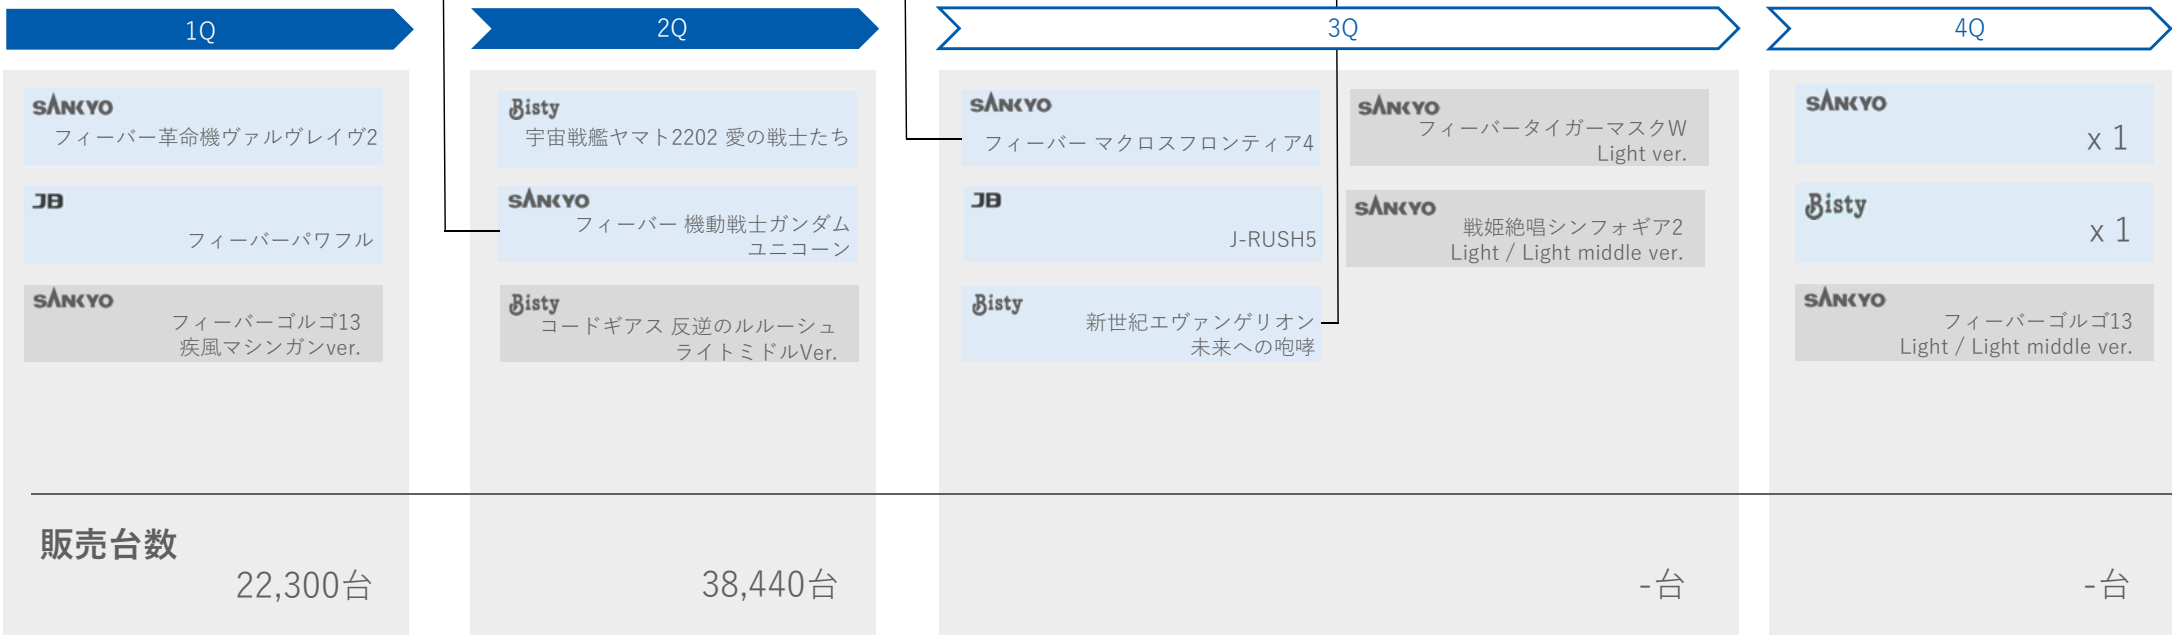 1Q
SANKYO
フィーバー革命機ヴァルヴレイヴ2
JB
フィーバーパワフル
SANKYO
フィーバーゴルゴ13
疾風マシンガンver.
2Q
Bisty
宇宙戦艦ヤマト2202 愛の戦士たち
SANKYO
フィーバー 機動戦士ガンダム
ユニコーン
Bisty
コードギアス 反逆のルルーシュ
ライトミドルVer.
3Q
SANKYO
フィーバー マクロスフロンティア4
JB
J-RUSH5
Bisty
新世紀エヴァンゲリオン
未来への咆哮
SANKYO
フィーバータイガーマスクW
Light ver.
SANKYO
戦姫絶唱シンフォギア2
Light / Light middle ver.
4Q
SANKYO
x 1
Bisty
x 1
SANKYO
フィーバーゴルゴ13
Light / Light middle ver.
販売台数
22,300台
38,440台
-台
-台